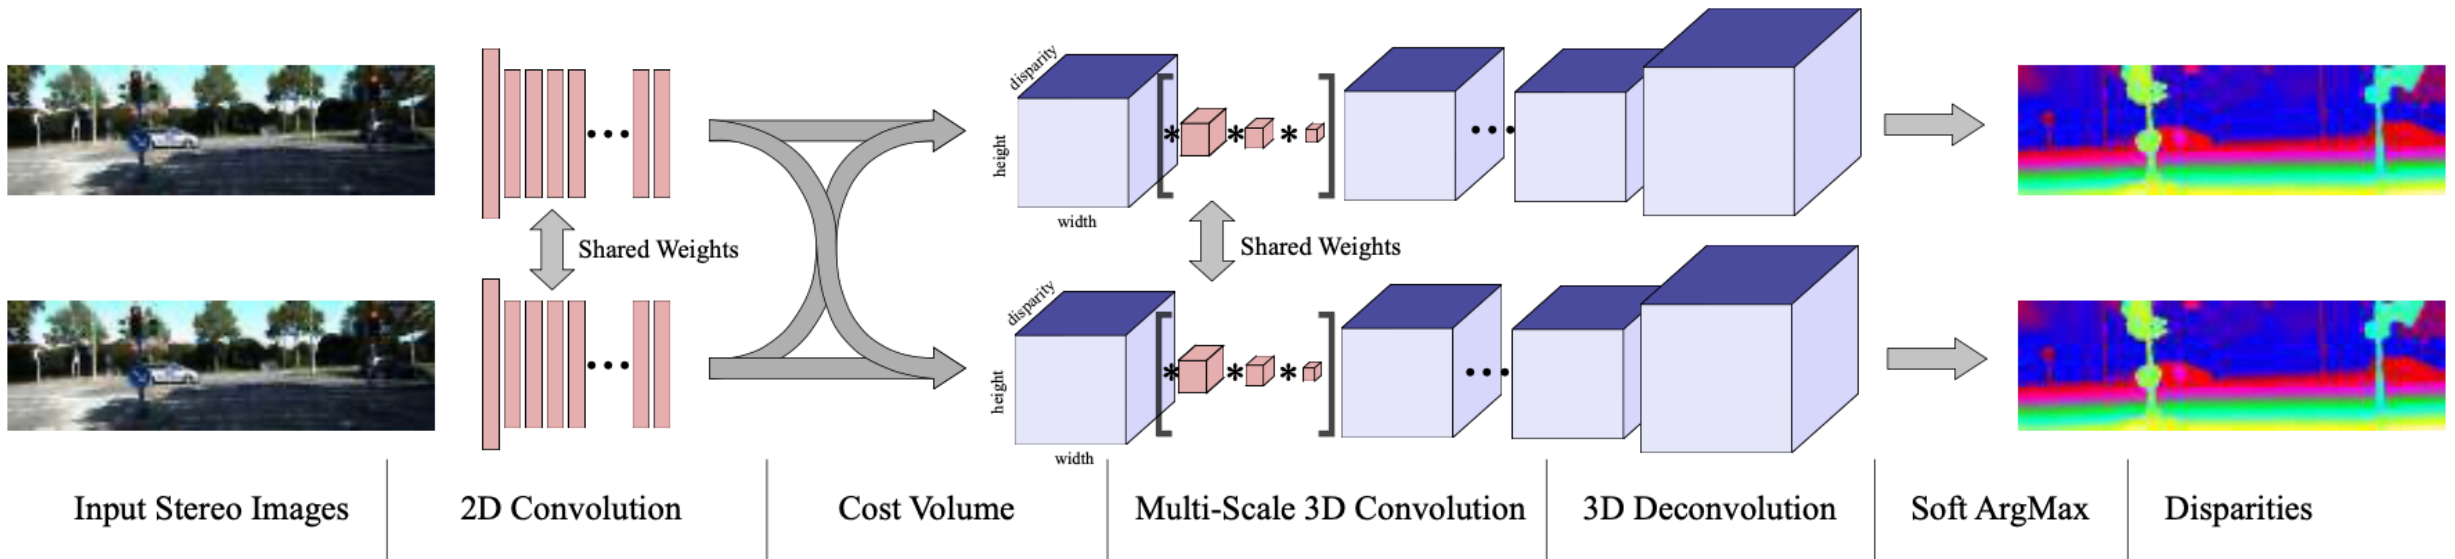 disparity
height
width
Shared Weights
Shared Weights
disparity
height
width
Input Stereo Images
2D Convolution
Cost Volume
Multi-Scale 3D Convolution
3D Deconvolution
Soft ArgMax
Disparities